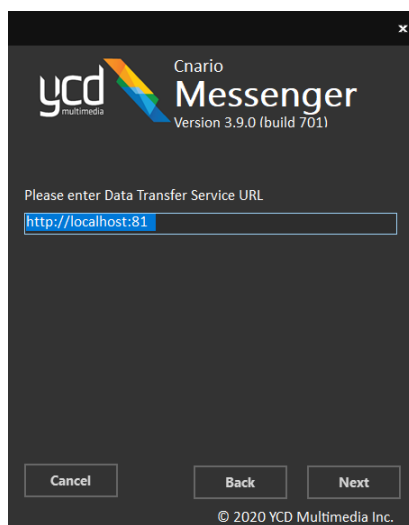 x
ycd
multimedia
Cnario
Messenger
Version 3.9.0 (build 701)
Please enter Data Transfer Service URL
http://localhost:81
Cancel
Back
Next
© 2020 YCD Multimedia Inc.